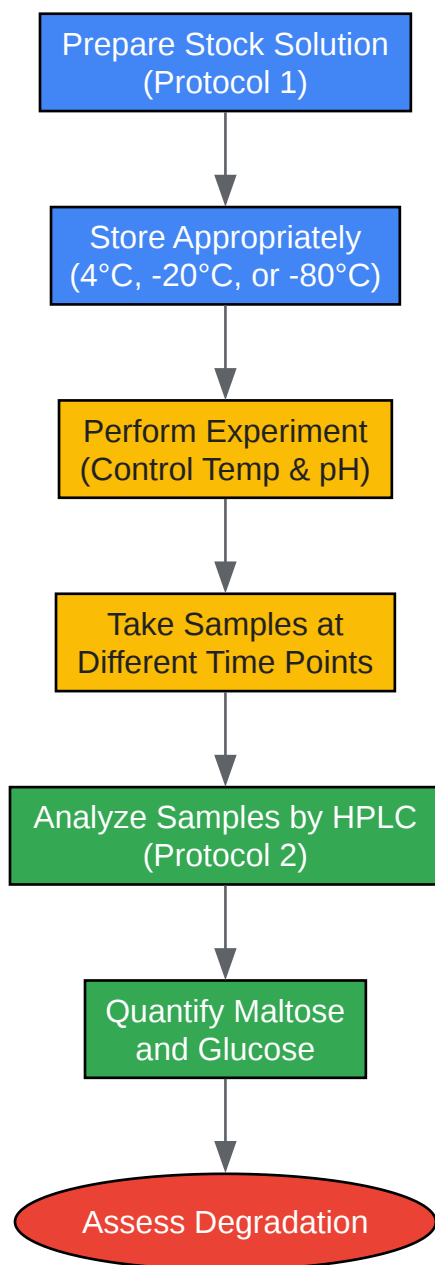 Prepare Stock Solution
(Protocol 1)
Store Appropriately
(4°C, -20°C, or -80°C)
Perform Experiment
(Control Temp & pH)
Take Samples at
Different Time Points
Analyze Samples by HPLC
(Protocol 2)
Quantify Maltose
and Glucose
Assess Degradation